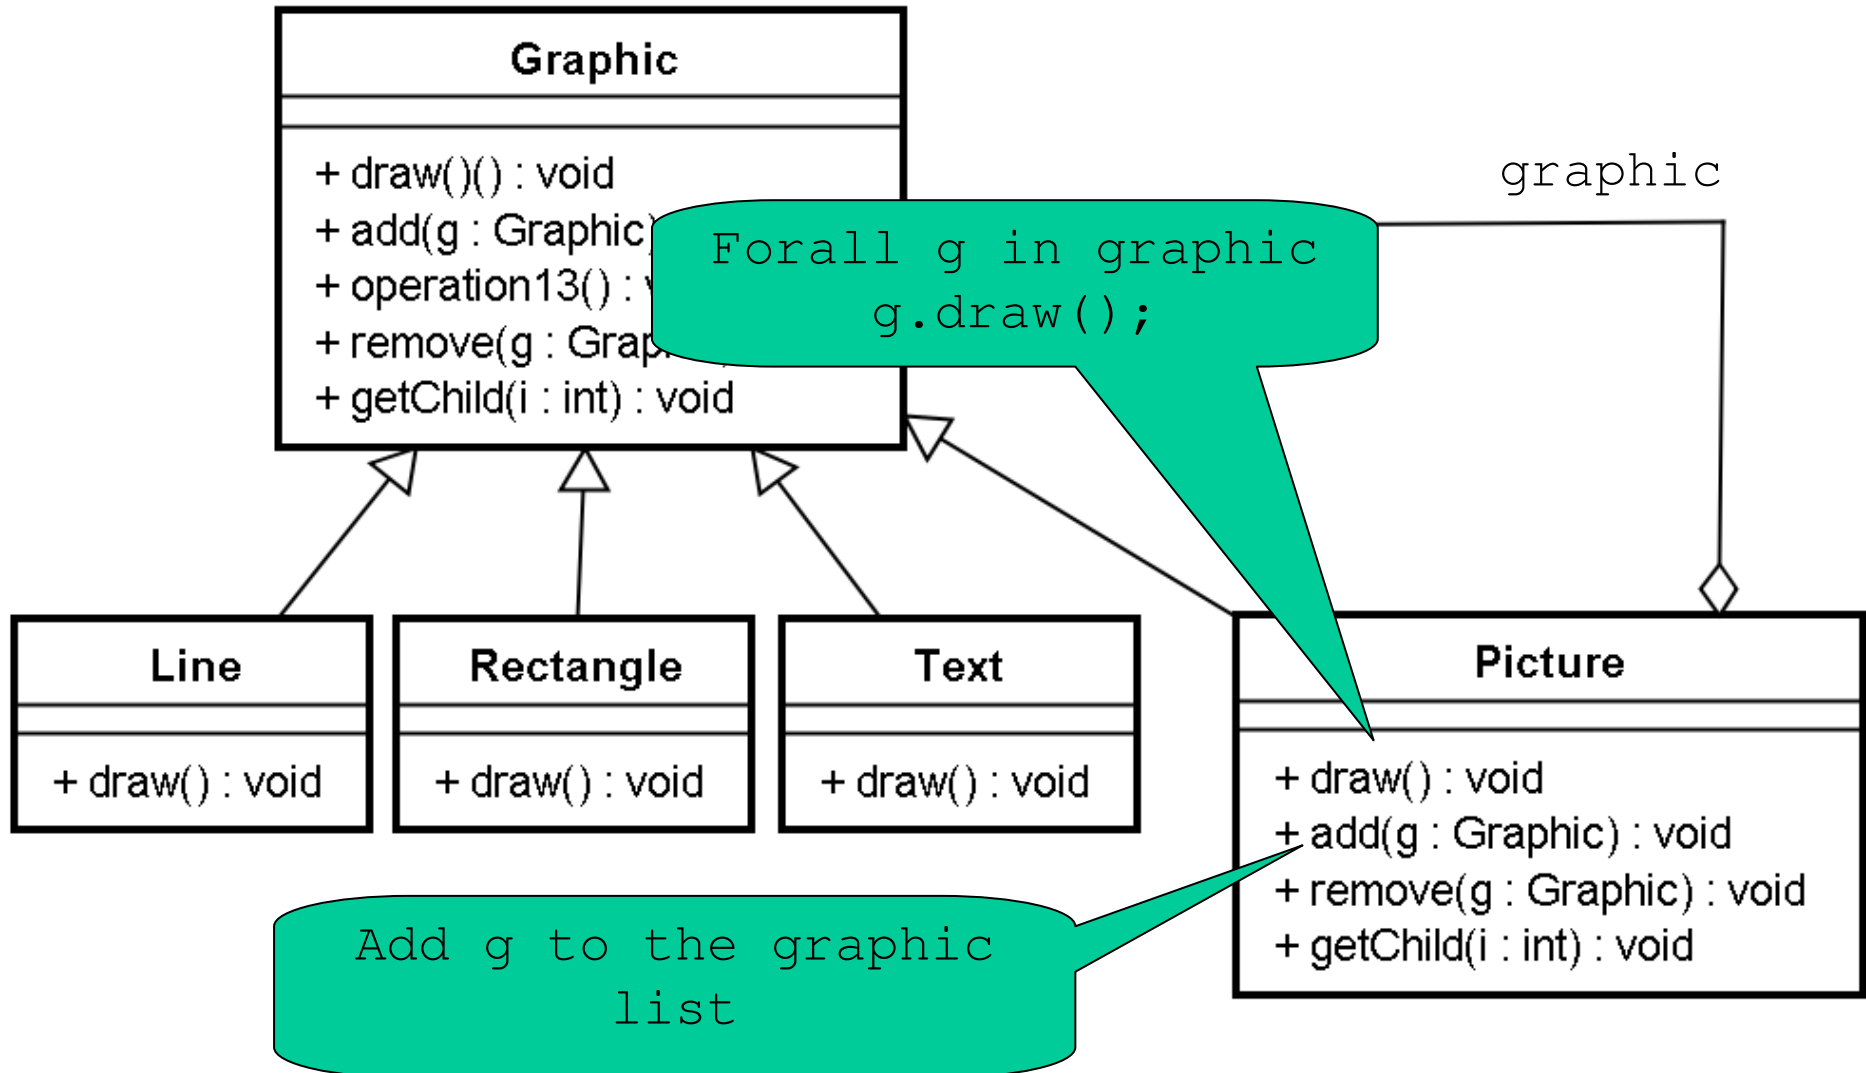 Graphic
+ draw()() : void
+ add(g : Graphic)
+ operation13() :
+ remove(g :
+ getChild(i : int) : void
graphic
Forall g in graphic
g.draw();
Line
+ draw() : void
Rectangle
+ draw() : void
Text
+ draw() : void
Picture
+ draw() : void
+ add(g : Graphic) : void
+ remove(g : Graphic) : void
+ getChild(i : int) : void
Add g to the graphic
list